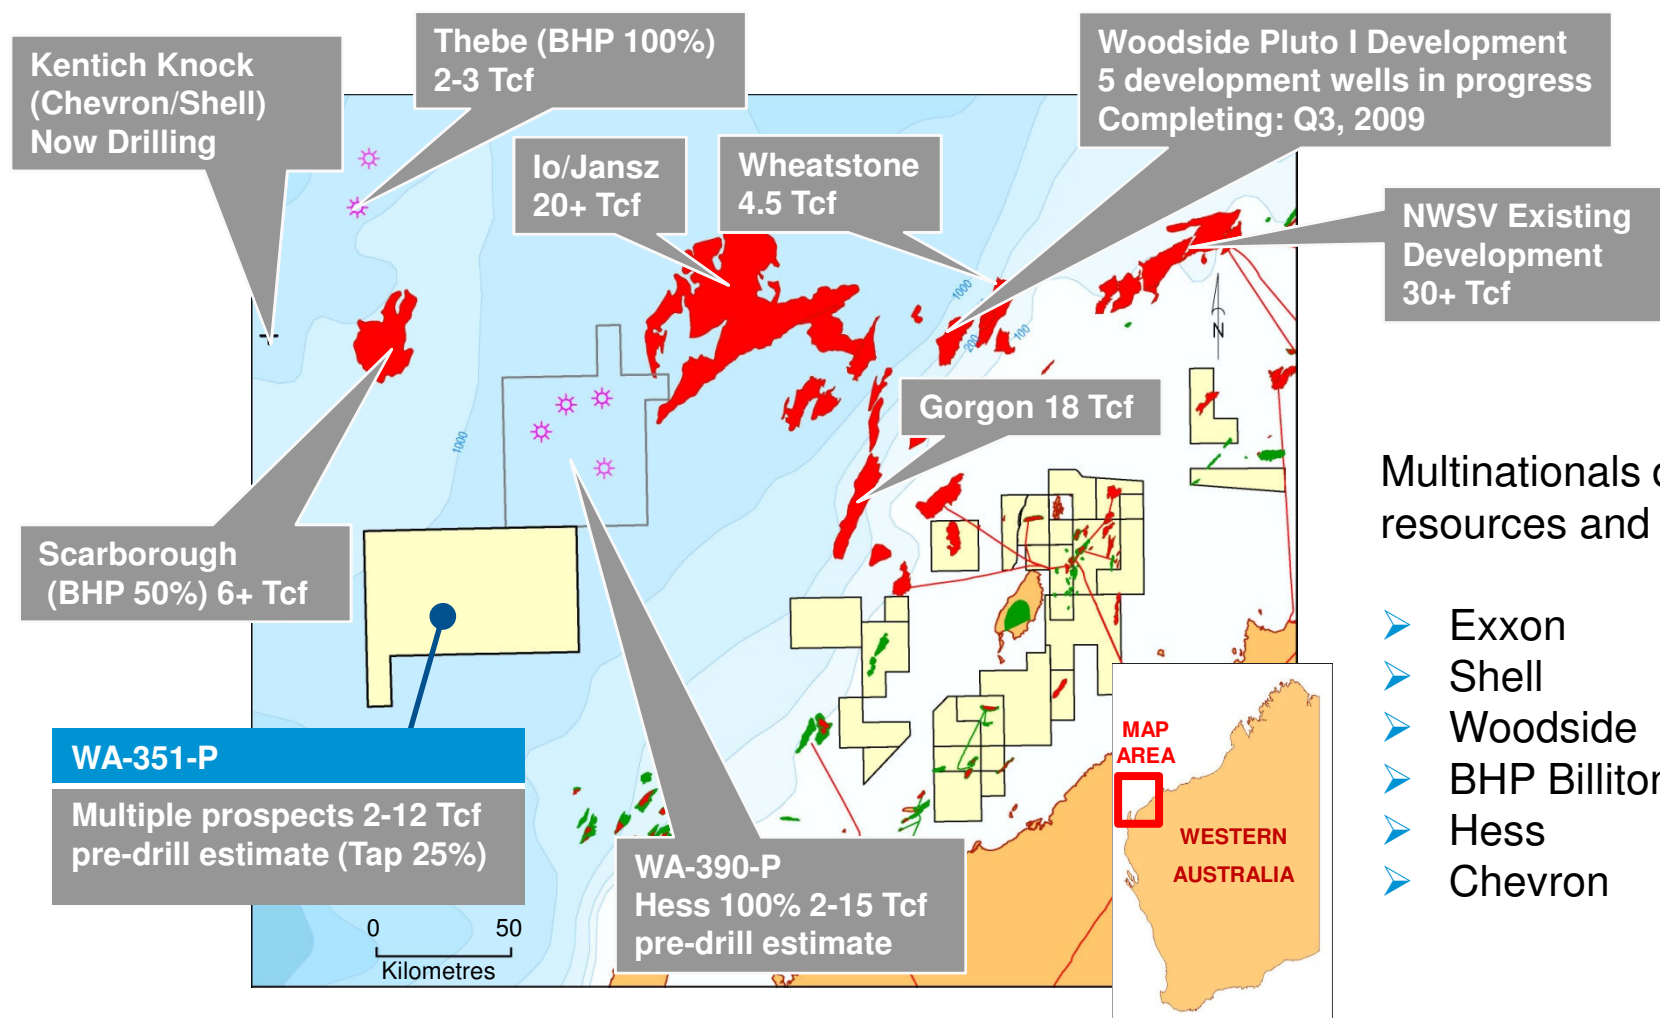 Kentich Knock
(Chevron/Shell)
Now Drilling
Thebe (BHP 100%)
2-3 Tcf
Io/Jansz
20+ Tcf
Wheatstone
4.5 Tcf
Woodside Pluto I Development
5 development wells in progress
Completing: Q3, 2009
NWSV Existing
Development
30+ Tcf
1000
200
100
N
1000
Gorgon 18 Tcf
Scarborough
(BHP 50%) 6+ Tcf
WA-351-P
Multiple prospects 2-12 Tcf
pre-drill estimate (Tap 25%)
WA-390-P
Hess 100% 2-15 Tcf
pre-drill estimate
0 50
Kilometres
MAP
AREA
WESTERN
AUSTRALIA
Multinationals
resources and
Exxon
Shell
Woodside
BHP Billiton
Hess
Chevron